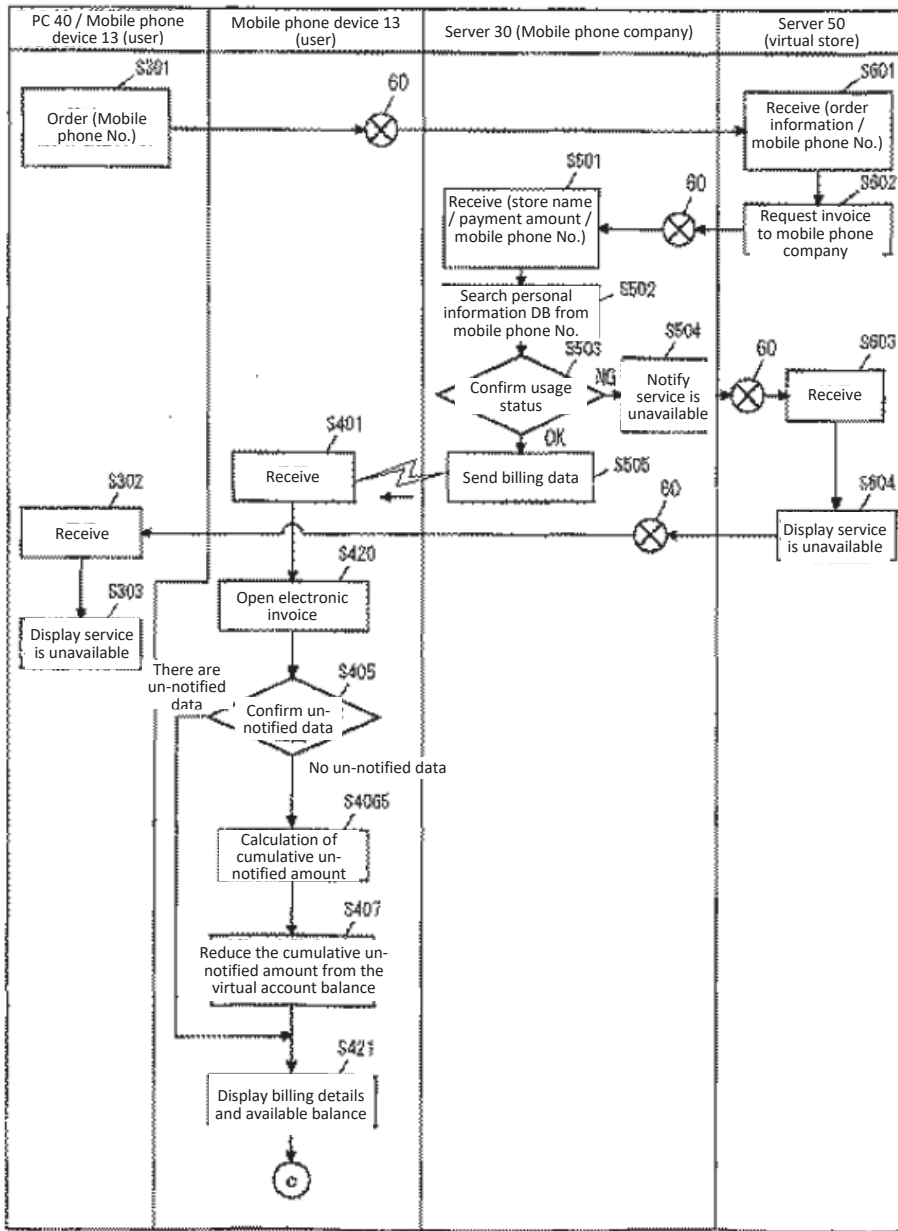 PC 40 / Mobile phone
device 13 (user)
Mobile phone device 13
(user)
Server 30 (Mobile phone company)
Server 50
(virtual store)
S301
Order (Mobile
phone No.)
60
S601
Receive (order
information /
mobile phone No.)
S501
Receive (store name
/ payment amount /
mobile phone No.)
60
S602
Request invoice
to mobile phone
company
S502
Search personal
information DB from
mobile phone No.
S503
Confirm usage
status
NG
S504
Notify
service is
unavailable
60
S603
Receive
OK
S401
Receive
S505
Send billing data
S302
Receive
60
S604
Display service
is unavailable
S420
Open electronic
invoice
S303
Display service
is unavailable
There are
un-notified
data
S405
Confirm un-
notified data
No un-notified data
S4065
Calculation of
cumulative un-
notified amount
S407
Reduce the cumulative un-
notified amount from the
virtual account balance
S421
Display billing details
and available balance
c